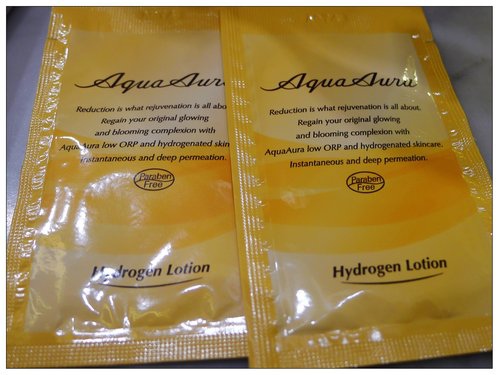 AquaAura
Reduction is what rejuvenation is all abo
Regain your original glowing
and blooming complexion with
AquaAura low ORP and hydrogenated skin
Instantaneous and deep permeation.
Paraben
Free
Hydrogen Lotion
AquaAura
Reduction is what rejuvenation is all about.
Regain your original glowing
and blooming complexion with
AquaAura low ORP and hydrogenated skincare.
Instantaneous and deep permeation.
Paraben
Free
Hydrogen Lotion